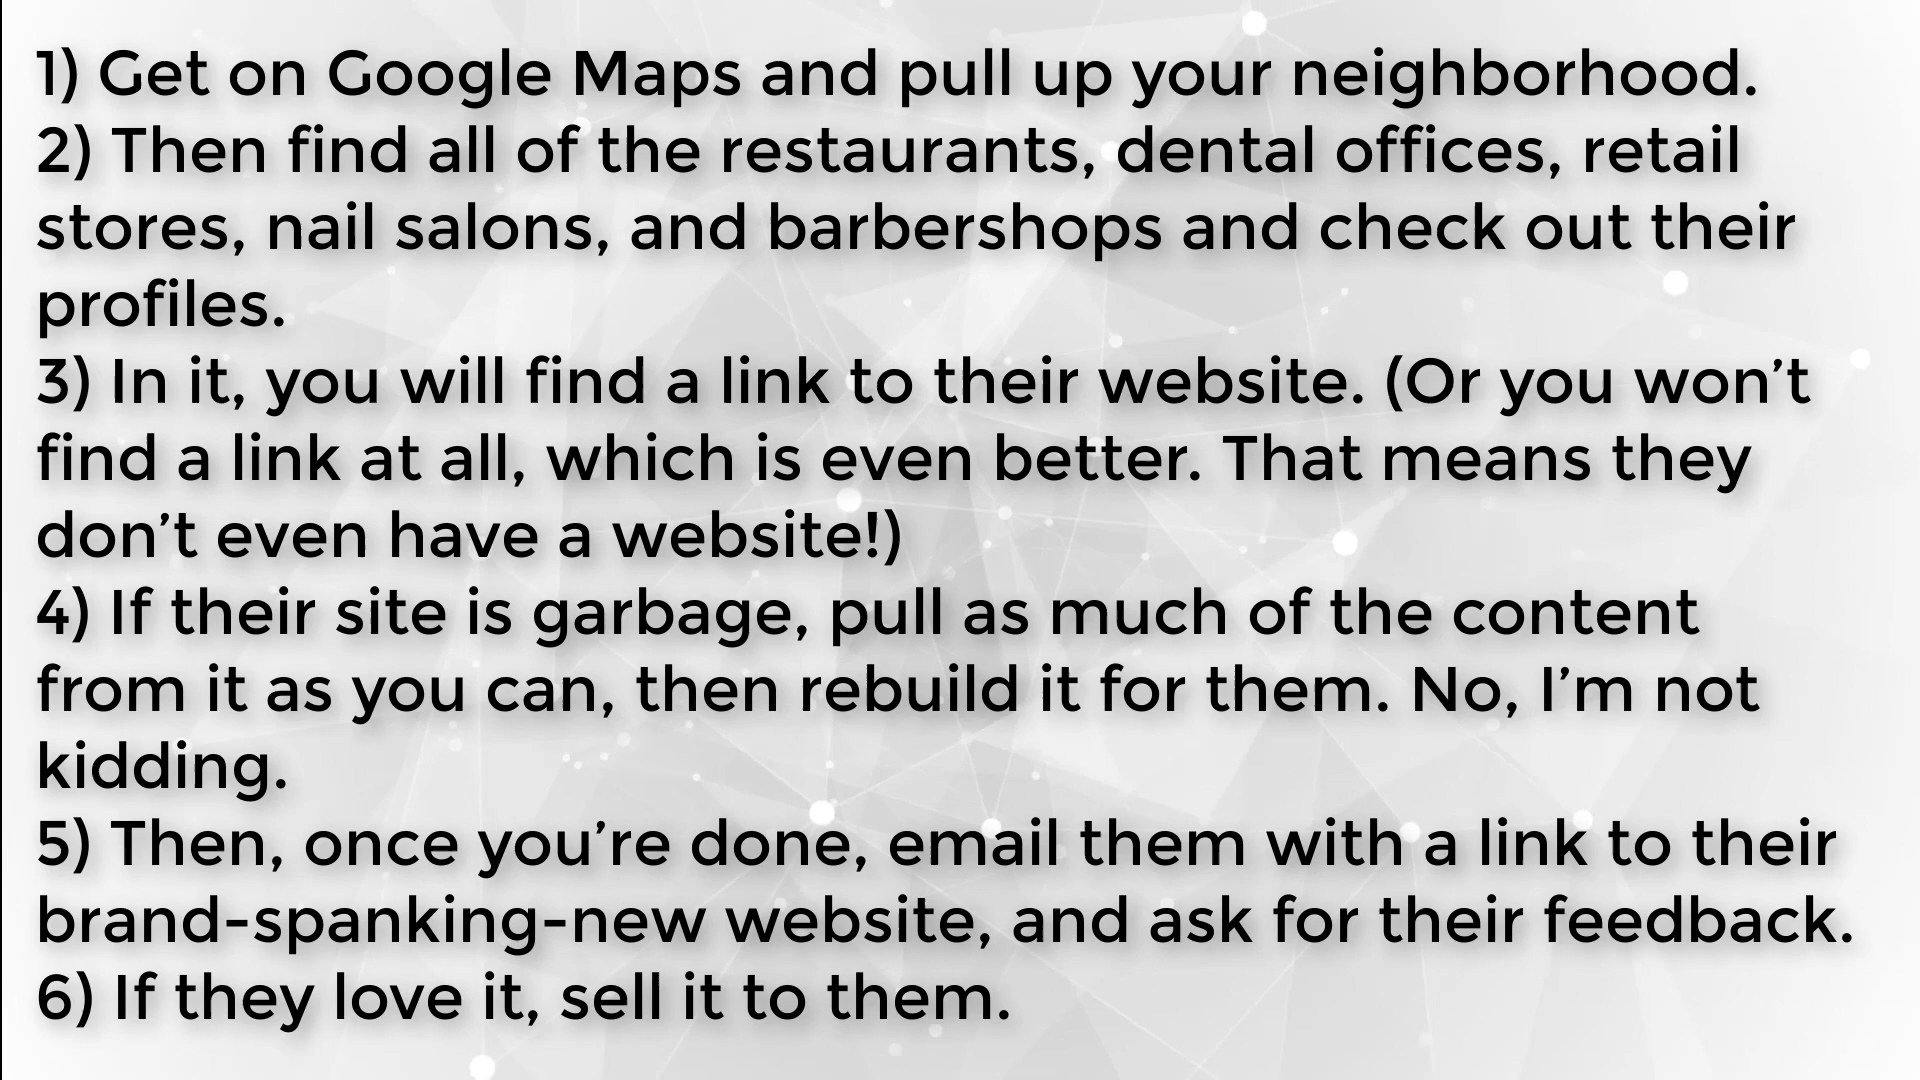 1) Get on Google Maps and pull up your neighborhood.
2) Then find all of the restaurants, dental offices, retail
stores, nail salons, and barbershops and check out their
profiles.
3) In it, you will find a link to their website. (Or you won’t
find a link at all, which is even better. That means they
don’t even have a website!)
4) If their site is garbage, pull as much of the content
from it as you can, then rebuild it for them. No, I’m not
kidding.
5) Then, once you’re done, email them with a link to their
brand-spanking-new website, and ask for their feedback.
6) If they love it, sell it to them.